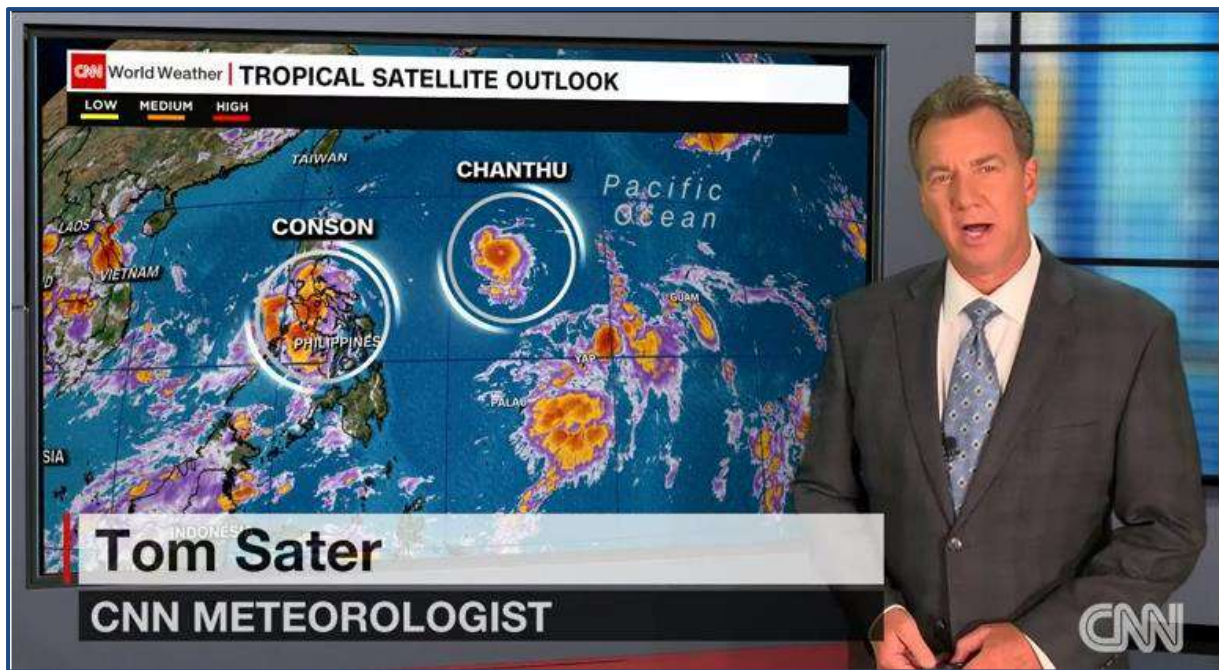 CNN World Weather | TROPICAL SATELLITE OUTLOOK
LOW MEDIUM HIGH
TAIWAN
CHANTHU
Pacific
Ocean
LAOS
CONSON
VIETNAM
GUAM
PHILIPPINES
YAP
PALAU
SIA
INDONESIA
Tom Sater
CNN METEOROLOGIST
CNN